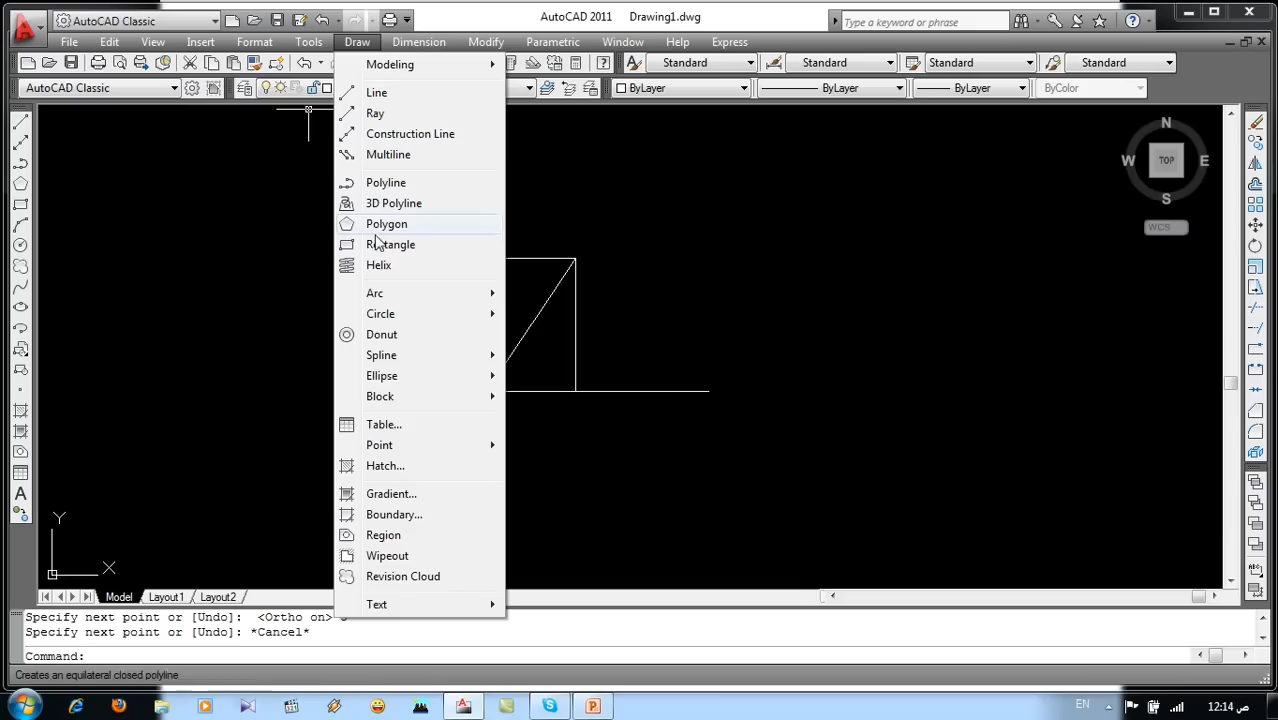 AutoCAD Classic
AutoCAD 2011 Drawing1.dwg
Type a keyword or phrase
File Edit View Insert Format Tools Draw Dimension Modify Parametric Window Help Express
Standard Standard Standard Standard
AutoCAD Classic
ByLayer ByLayer ByLayer ByColor
Modeling
Line
Ray
Construction Line
Multiline
Polyline
3D Polyline
Polygon
Rectangle
Helix
Arc
Circle
Donut
Spline
Ellipse
Block
Table...
Point
Hatch...
Gradient...
Boundary...
Region
Wipeout
Revision Cloud
Text
N
W TOP E
S
WCS
A
Y
X
Model Layout1 Layout2
Specify next point or [Undo]: <Ortho on>
Specify next point or [Undo]: *Cancel*
Command:
Creates an equilateral closed polyline
EN
12:14 ص